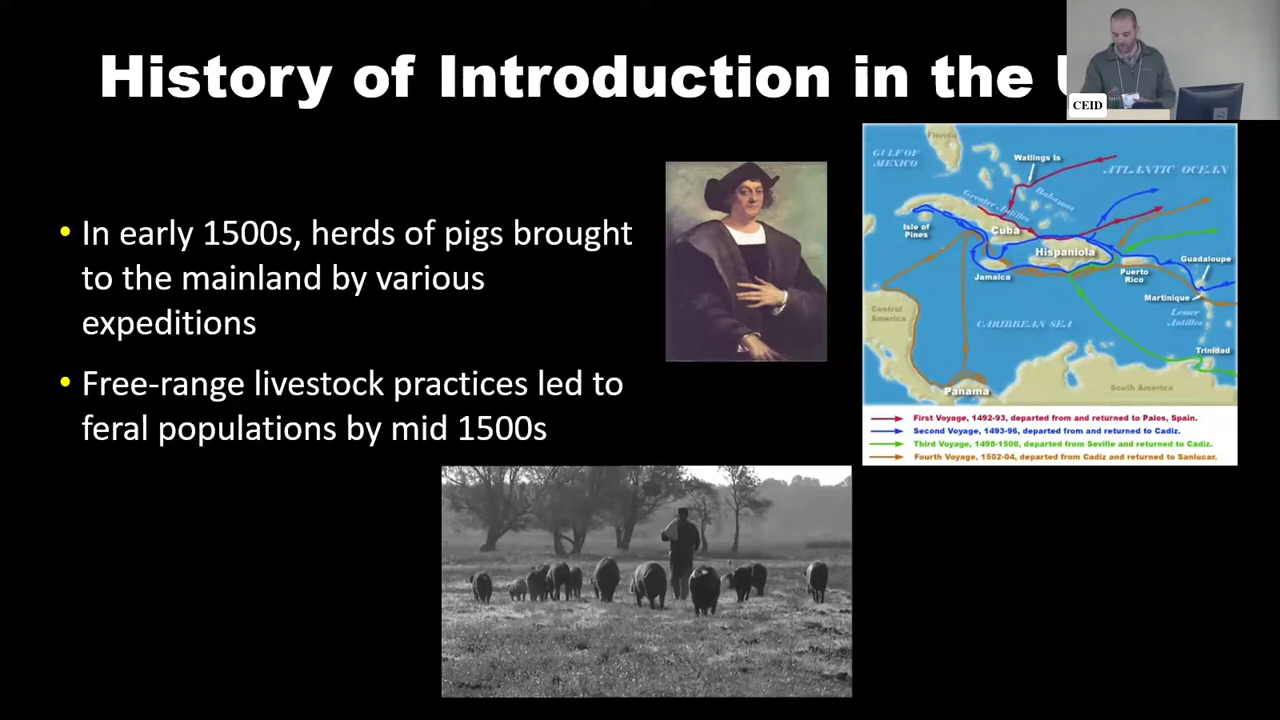 History of Introduction in the
CEID
• In early 1500s, herds of pigs brought
to the mainland by various
expeditions
• Free-range livestock practices led to
feral populations by mid 1500s
Florida
GULF OF
MEXICO
Watlings Is
ATLANTIC OCEAN
Bahamas
Greater Antilles
Isle of
Pines
Cuba
Hispaniola
Jamaica
Puerto
Rico
Guadaloupe
Martinique
Lesser
Antilles
Central
America
CARIBBEAN SEA
Trinidad
Panama
South America
First Voyage, 1492-93, departed from and returned to Palos, Spain.
Second Voyage, 1493-96, departed from and returned to Cadiz.
Third Voyage, 1498-1500, departed from Seville and returned to Cadiz.
Fourth Voyage, 1502-04, departed from Cadiz and returned to Sanlucar.